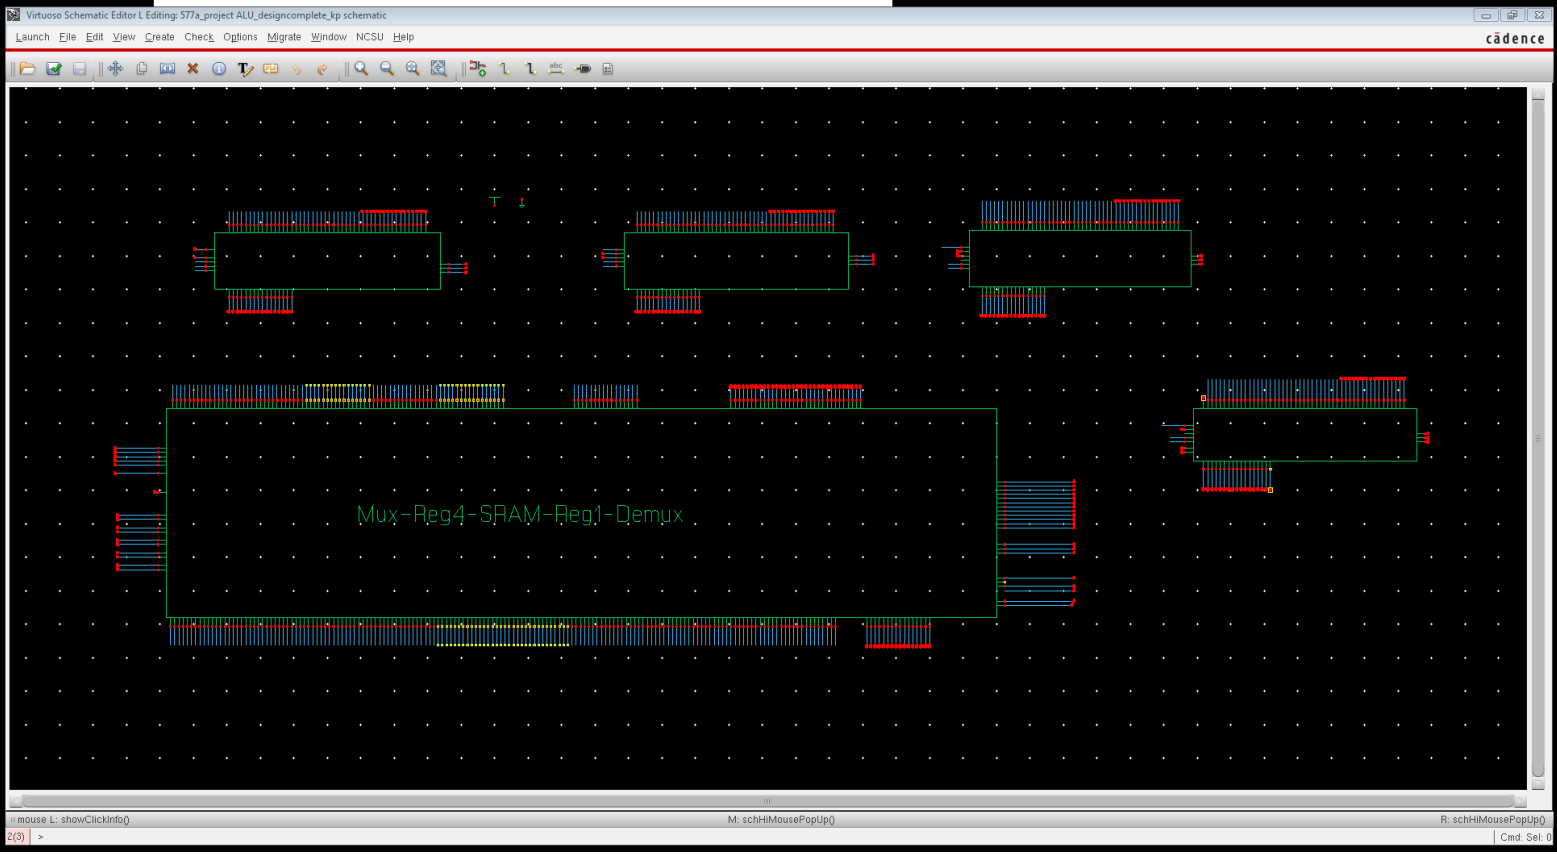 Virtuoso Schematic Editor L Editing: 577a_project ALU_designcomplete_kp schematic
Launch File Edit View Create Check Options Migrate Window NCSU Help
cādence
abc
Mux-Reg4-SRAM-Reg1-Demux
mouse L: showClickInfo() M: schHiMousePopUp() R: schHiMousePopUp()
2(3) > Cmd: Sel: 0